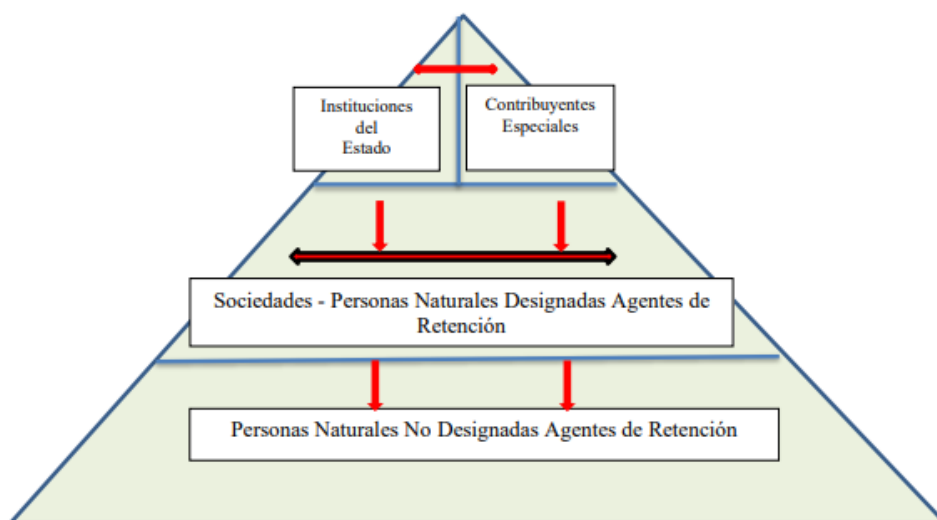 Instituciones
del
Estado
Contribuyentes
Especiales
Sociedades - Personas Naturales Designadas Agentes de
Retención
Personas Naturales No Designadas Agentes de Retención